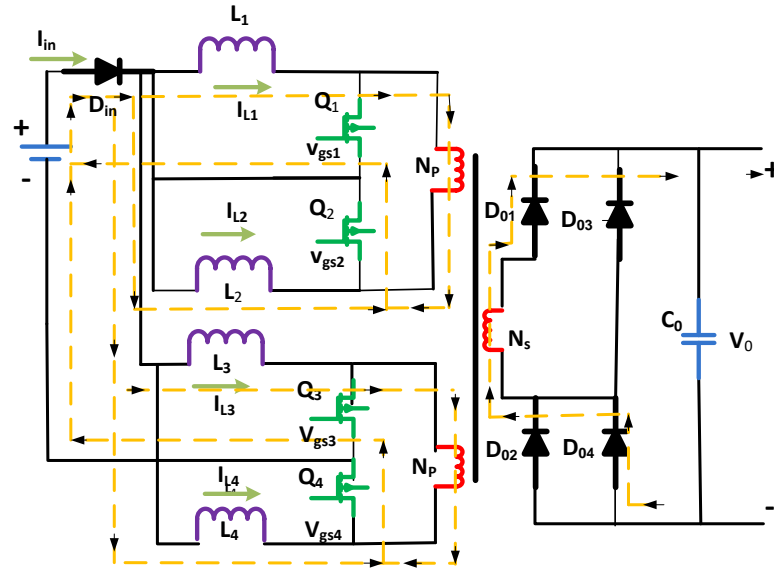 L1
Iin
Din
IL1
Q1
vgs1
NP
+
-
Q2
IL2
vgs2
L2
D01
D03
+
Ns
C0
V0
L3
IL3
Q3
Vgs3
NP
D02
D04
IL4
Q4
L4
Vgs4
-